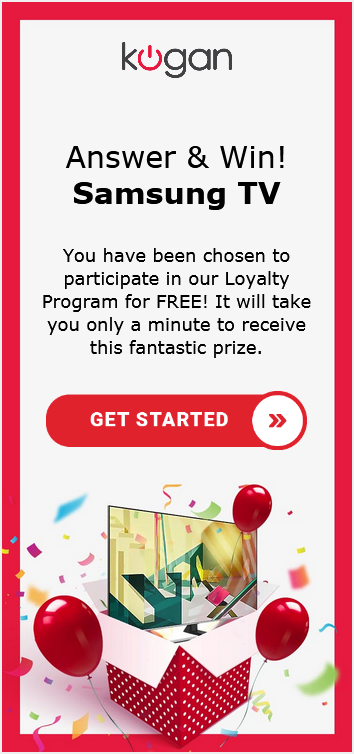 kogan
Answer & Win!
Samsung TV
You have been chosen to
participate in our Loyalty
Program for FREE! It will take
you only a minute to receive
this fantastic prize.
GET STARTED »